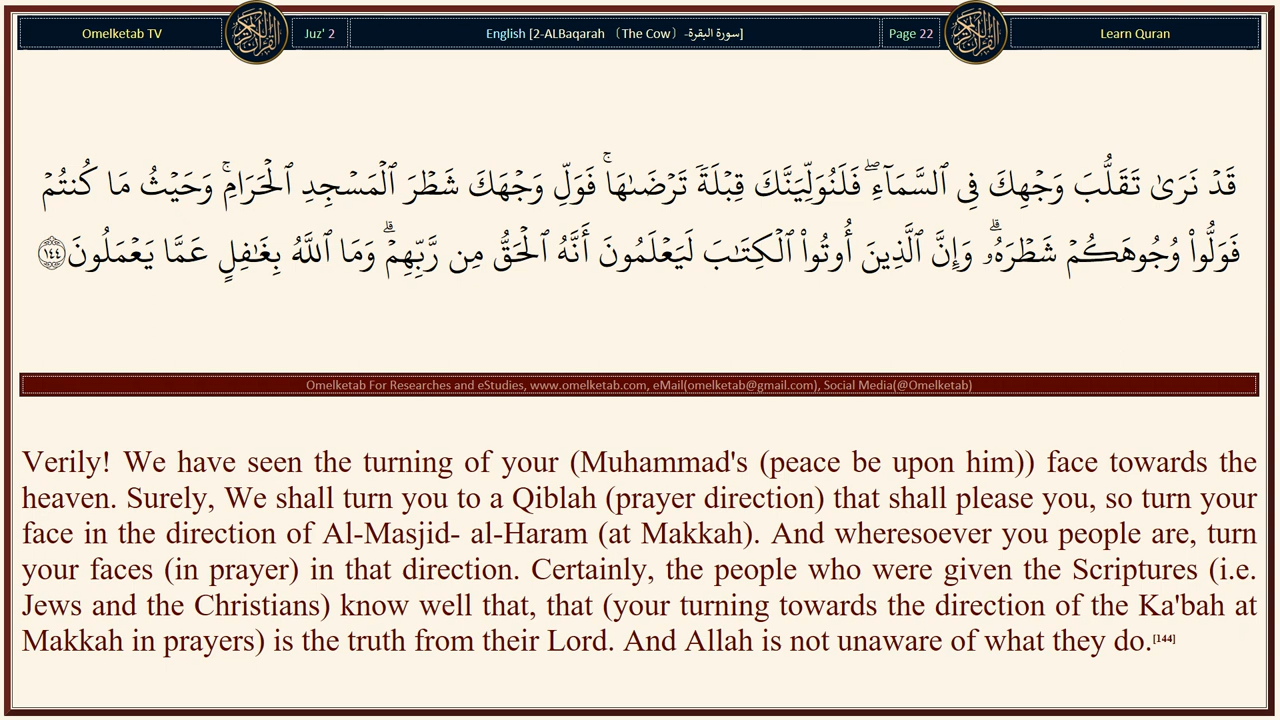 Omelketab TV
Juz' 2
English [2-ALBaqarah （The Cow） -سورة البقرة]
Page 22
Learn Quran
قَدْ نَرَىٰ تَقَلُّبَ وَجْهِكَ فِى ٱلسَّمَآءِ ۖ فَلَنُوَلِّيَنَّكَ قِبْلَةً تَرْضَىٰهَا ۚ فَوَلِّ وَجْهَكَ شَطْرَ ٱلْمَسْجِدِ ٱلْحَرَامِ ۚ وَحَيْثُ مَا كُنتُمْ
فَوَلُّوا۟ وُجُوهَكُمْ شَطْرَهُۥ ۗ وَإِنَّ ٱلَّذِينَ أُوتُوا۟ ٱلْكِتَٰبَ لَيَعْلَمُونَ أَنَّهُ ٱلْحَقُّ مِن رَّبِّهِمْ ۗ وَمَا ٱللَّهُ بِغَٰفِلٍ عَمَّا يَعْمَلُونَ ١٤٤
Omelketab For Researches and eStudies, www.omelketab.com, eMail(omelketab@gmail.com), Social Media(@Omelketab)
Verily! We have seen the turning of your (Muhammad's (peace be upon him)) face towards the
heaven. Surely, We shall turn you to a Qiblah (prayer direction) that shall please you, so turn your
face in the direction of Al-Masjid- al-Haram (at Makkah). And wheresoever you people are, turn
your faces (in prayer) in that direction. Certainly, the people who were given the Scriptures (i.e.
Jews and the Christians) know well that, that (your turning towards the direction of the Ka'bah at
Makkah in prayers) is the truth from their Lord. And Allah is not unaware of what they do.[144]